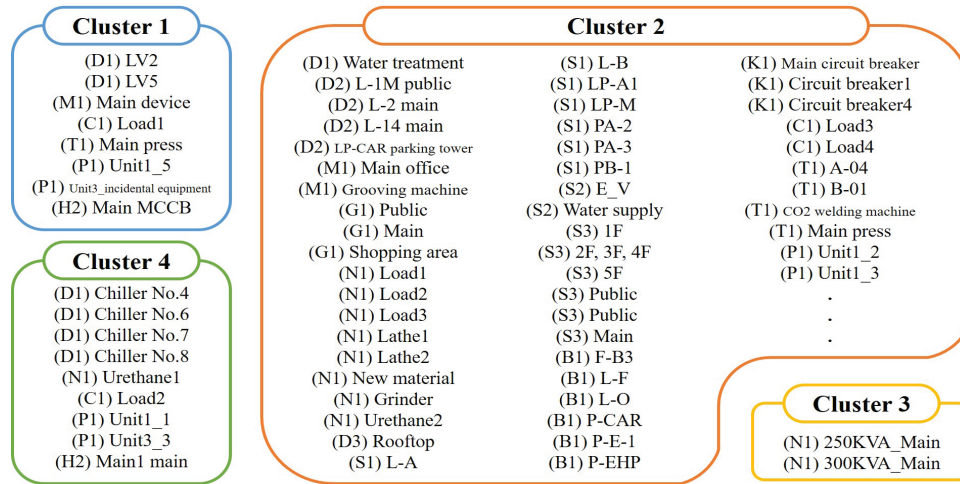 Cluster 1
(D1) LV2
(D1) LV5
(M1) Main device
(C1) Load1
(T1) Main press
(P1) Unit1_5
(P1) Unit3_incidental equipment
(H2) Main MCCB
Cluster 4
(D1) Chiller No.4
(D1) Chiller No.6
(D1) Chiller No.7
(D1) Chiller No.8
(N1) Urethane1
(C1) Load2
(P1) Unit1_1
(P1) Unit3_3
(H2) Main1 main
Cluster 2
(D1) Water treatment
(D2) L-1M public
(D2) L-2 main
(D2) L-14 main
(D2) LP-CAR parking tower
(M1) Main office
(M1) Grooving machine
(G1) Public
(G1) Main
(G1) Shopping area
(N1) Load1
(N1) Load2
(N1) Load3
(N1) Lathe1
(N1) Lathe2
(N1) New material
(N1) Grinder
(N1) Urethane2
(D3) Rooftop
(S1) L-A
(S1) L-B
(S1) LP-A1
(S1) LP-M
(S1) PA-2
(S1) PA-3
(S1) PB-1
(S2) E_V
(S2) Water supply
(S3) 1F
(S3) 2F, 3F, 4F
(S3) 5F
(S3) Public
(S3) Public
(S3) Main
(B1) F-B3
(B1) L-F
(B1) L-O
(B1) P-CAR
(B1) P-E-1
(B1) P-EHP
(K1) Main circuit breaker
(K1) Circuit breaker1
(K1) Circuit breaker4
(C1) Load3
(C1) Load4
(T1) A-04
(T1) B-01
(T1) CO2 welding machine
(T1) Main press
(P1) Unit1_2
(P1) Unit1_3
.
.
.
Cluster 3
(N1) 250KVA_Main
(N1) 300KVA_Main